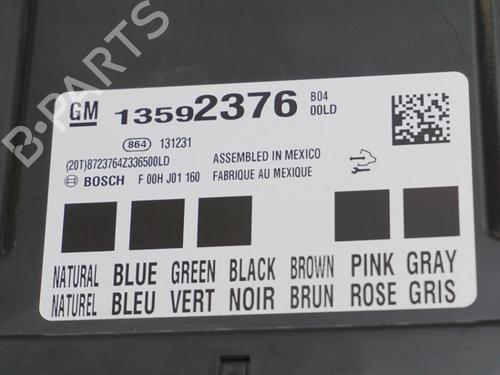 B-PARTS
GM 13592376 B04
00LD
864 131231
(20T)8723764Z336500LD ASSEMBLED IN MEXICO
BOSCH F 00H J01 160 FABRIQUE AU MEXIQUE
NATURAL BLUE GREEN BLACK BROWN PINK GRAY
NATUREL BLEU VERT NOIR BRUN ROSE GRIS